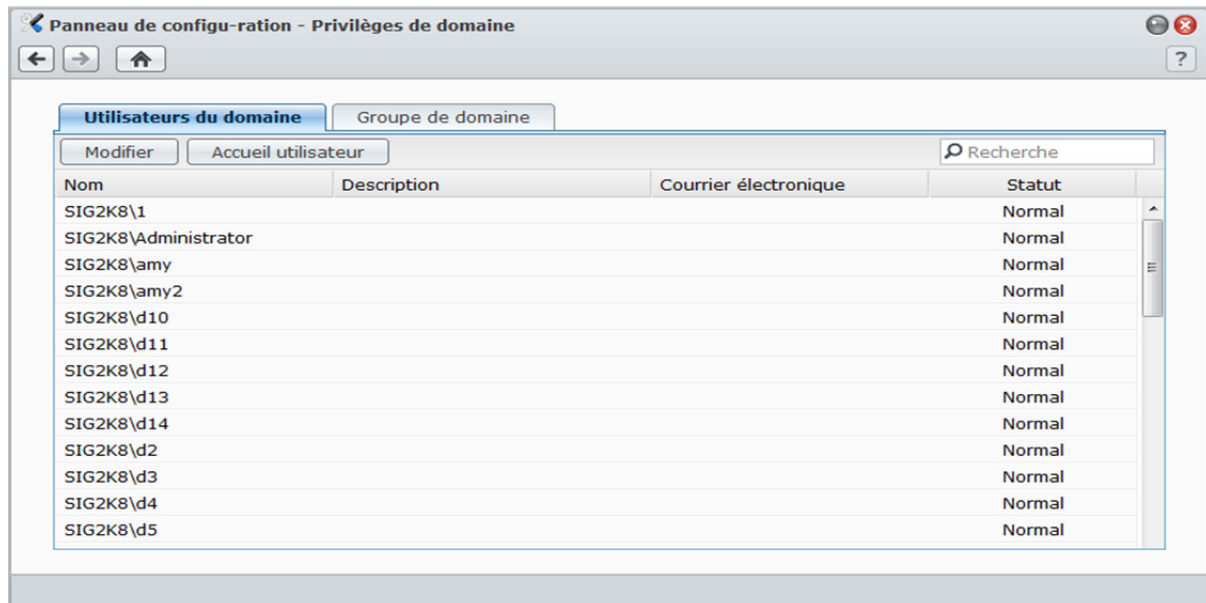 Panneau de configu-ration - Privilèges de domaine
?
Utilisateurs du domaine Groupe de domaine
Modifier Accueil utilisateur Recherche
Nom Description Courrier électronique Statut
SIG2K8\1 Normal
SIG2K8\Administrator Normal
SIG2K8\amy Normal
SIG2K8\amy2 Normal
SIG2K8\d10 Normal
SIG2K8\d11 Normal
SIG2K8\d12 Normal
SIG2K8\d13 Normal
SIG2K8\d14 Normal
SIG2K8\d2 Normal
SIG2K8\d3 Normal
SIG2K8\d4 Normal
SIG2K8\d5 Normal